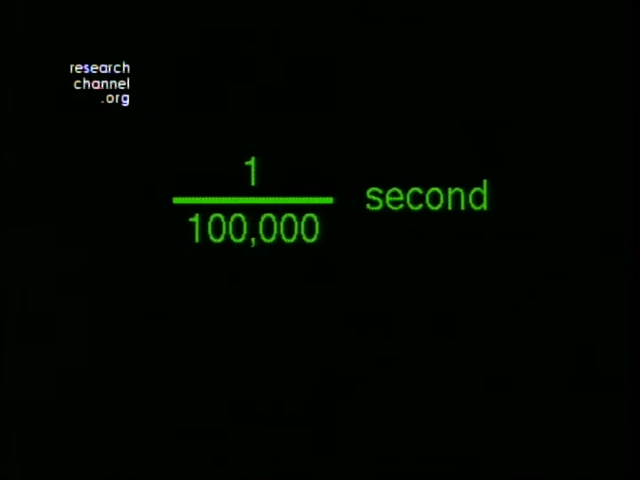 research
channel
.org
1
100,000
second